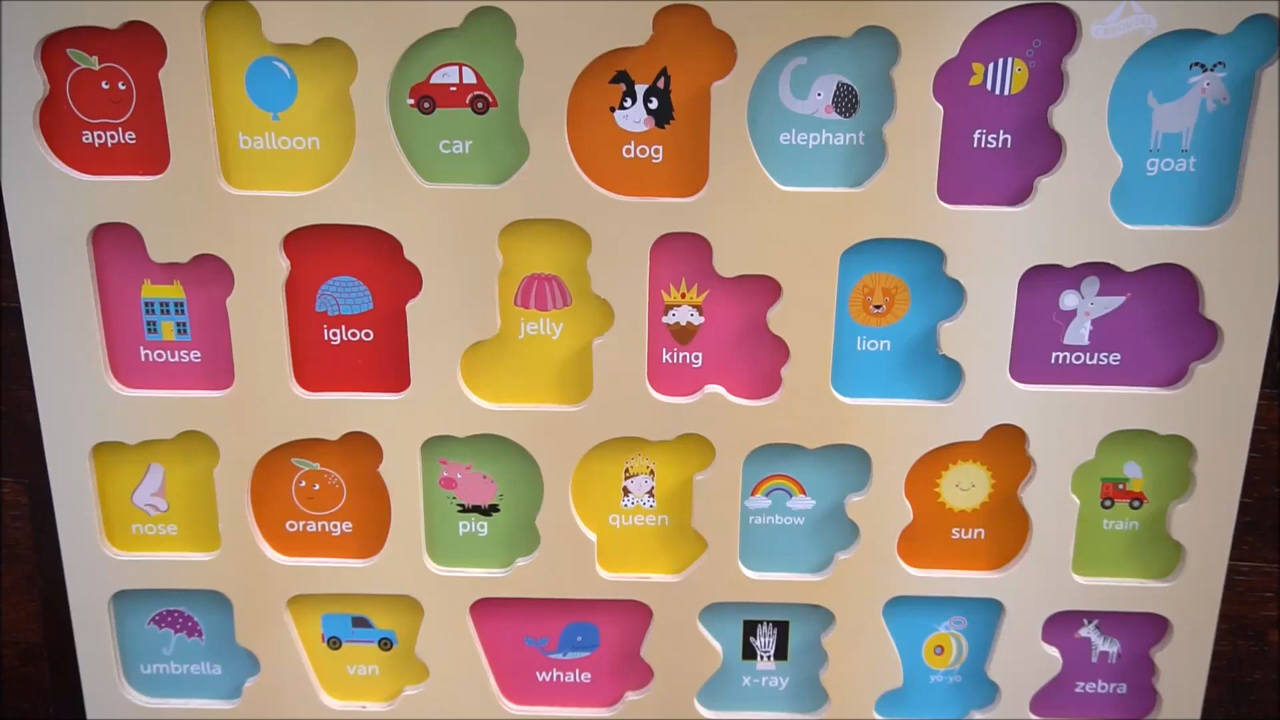 CAROUSEL
apple
balloon
car
dog
elephant
fish
goat
house
igloo
jelly
king
lion
mouse
nose
orange
pig
queen
rainbow
sun
train
umbrella
van
whale
x-ray
yo-yo
zebra